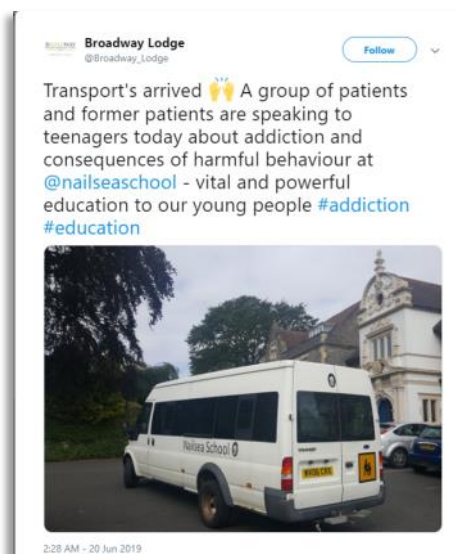 Broadway Lodge
@Broadway_Lodge
Follow
Transport's arrived 🙌 A group of patients
and former patients are speaking to
teenagers today about addiction and
consequences of harmful behaviour at
@nailseaschool - vital and powerful
education to our young people #addiction
#education
Nailsea School
2:28 AM - 20 Jun 2019